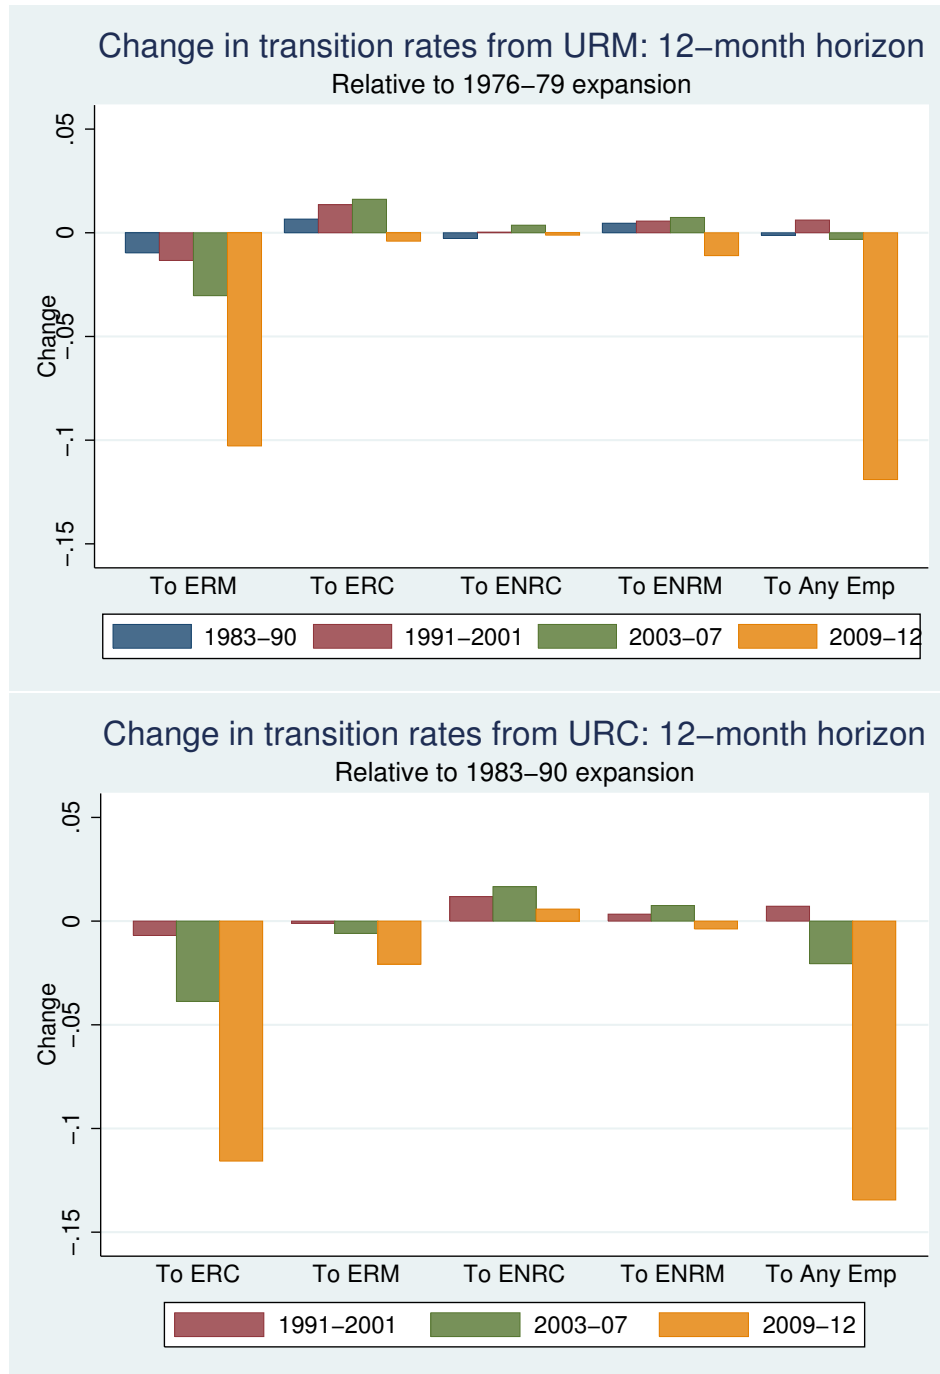 Change in transition rates from URM: 12−month horizon
Relative to 1976−79 expansion
Change
.05
0
−.05
−.1
−.15
To ERM To ERC To ENRC To ENRM To Any Emp
1983−90 1991−2001 2003−07 2009−12
Change in transition rates from URC: 12−month horizon
Relative to 1983−90 expansion
Change
.05
0
−.05
−.1
−.15
To ERC To ERM To ENRC To ENRM To Any Emp
1991−2001 2003−07 2009−12